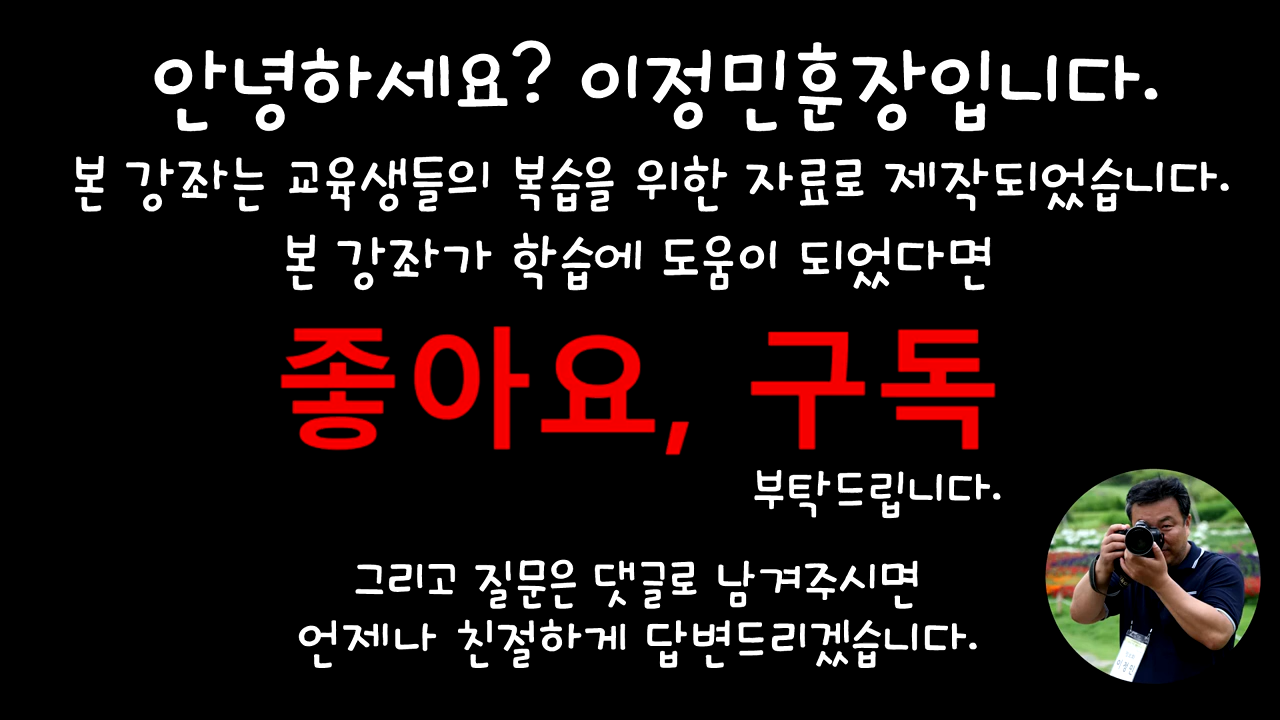 안녕하세요? 이정민훈장입니다.
본 강좌는 교육생들의 복습을 위한 자료로 제작되었습니다.
본 강좌가 학습에 도움이 되었다면
좋아요, 구독
부탁드립니다.
그리고 질문은 댓글로 남겨주시면
언제나 친절하게 답변드리겠습니다.